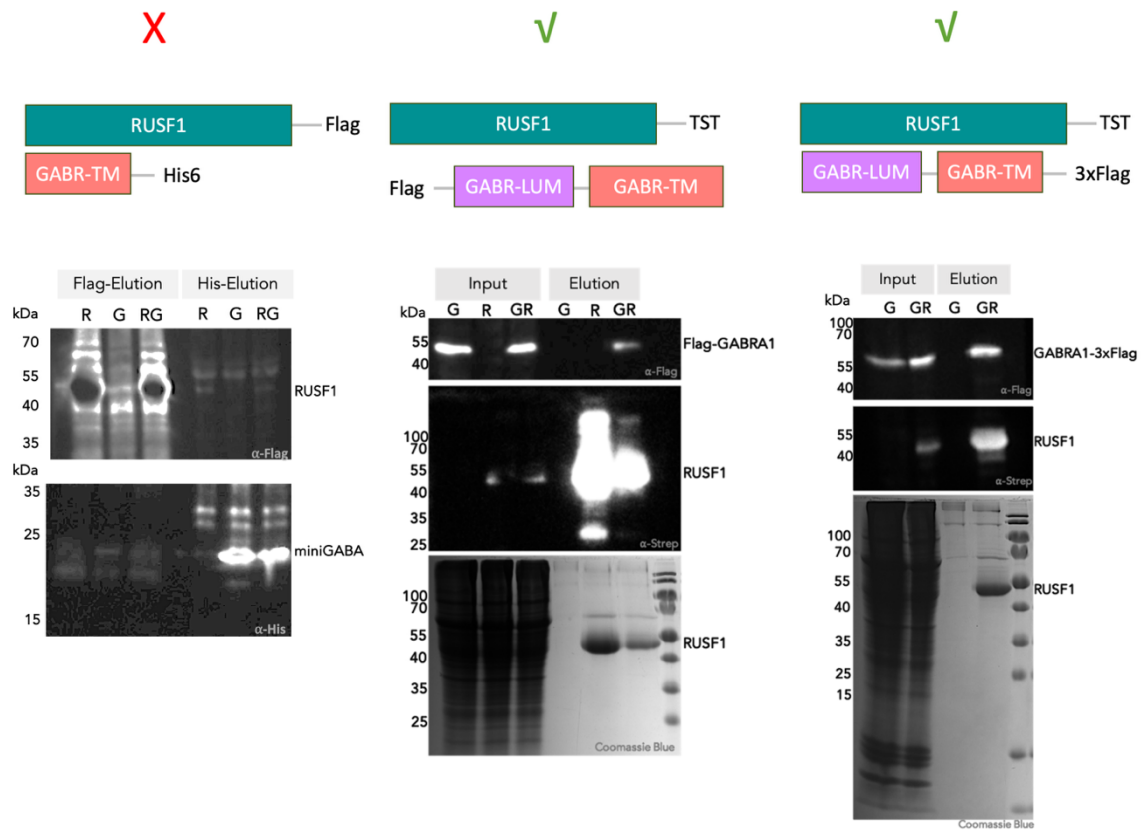 X
√
√
RUSF1
Flag
GABR-TM
His6
RUSF1
TST
Flag
GABR-LUM
GABR-TM
RUSF1
TST
GABR-LUM
GABR-TM
3xFlag
Flag-Elution
His-Elution
kDa
R
G
RG
R
G
RG
70
55
40
35
RUSF1
α-Flag
kDa
35
25
15
miniGABA
α-His
Input
Elution
kDa
G
R
GR
G
R
GR
55
40
Flag-GABRA1
α-Flag
100
70
55
40
35
25
RUSF1
α-Strep
100
70
55
40
35
25
RUSF1
Coomassie Blue
Input
Elution
kDa
G
GR
G
GR
100
70
55
40
GABRA1-3xFlag
α-Flag
55
40
RUSF1
α-Strep
100
70
55
40
35
25
15
RUSF1
Coomassie Blue